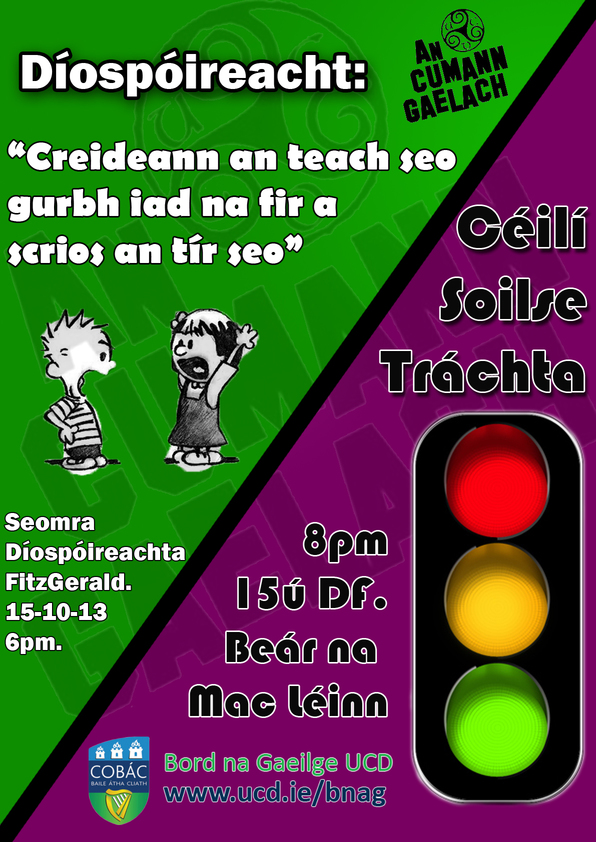 Díospóireacht:
AN
CUMANN
GAELACH
“Creideann an teach seo
gurbh iad na fir a
scrios an tír seo”
Céilí
Soilse
Tráchta
Seomra
Díospóireachta
FitzGerald.
15-10-13
6pm.
8pm
15ú DF.
Beár na
Mac Léinn
COBÁC
BAILE ÁTHA CLIATH
Bord na Gaeilge UCD
www.ucd.ie/bnag